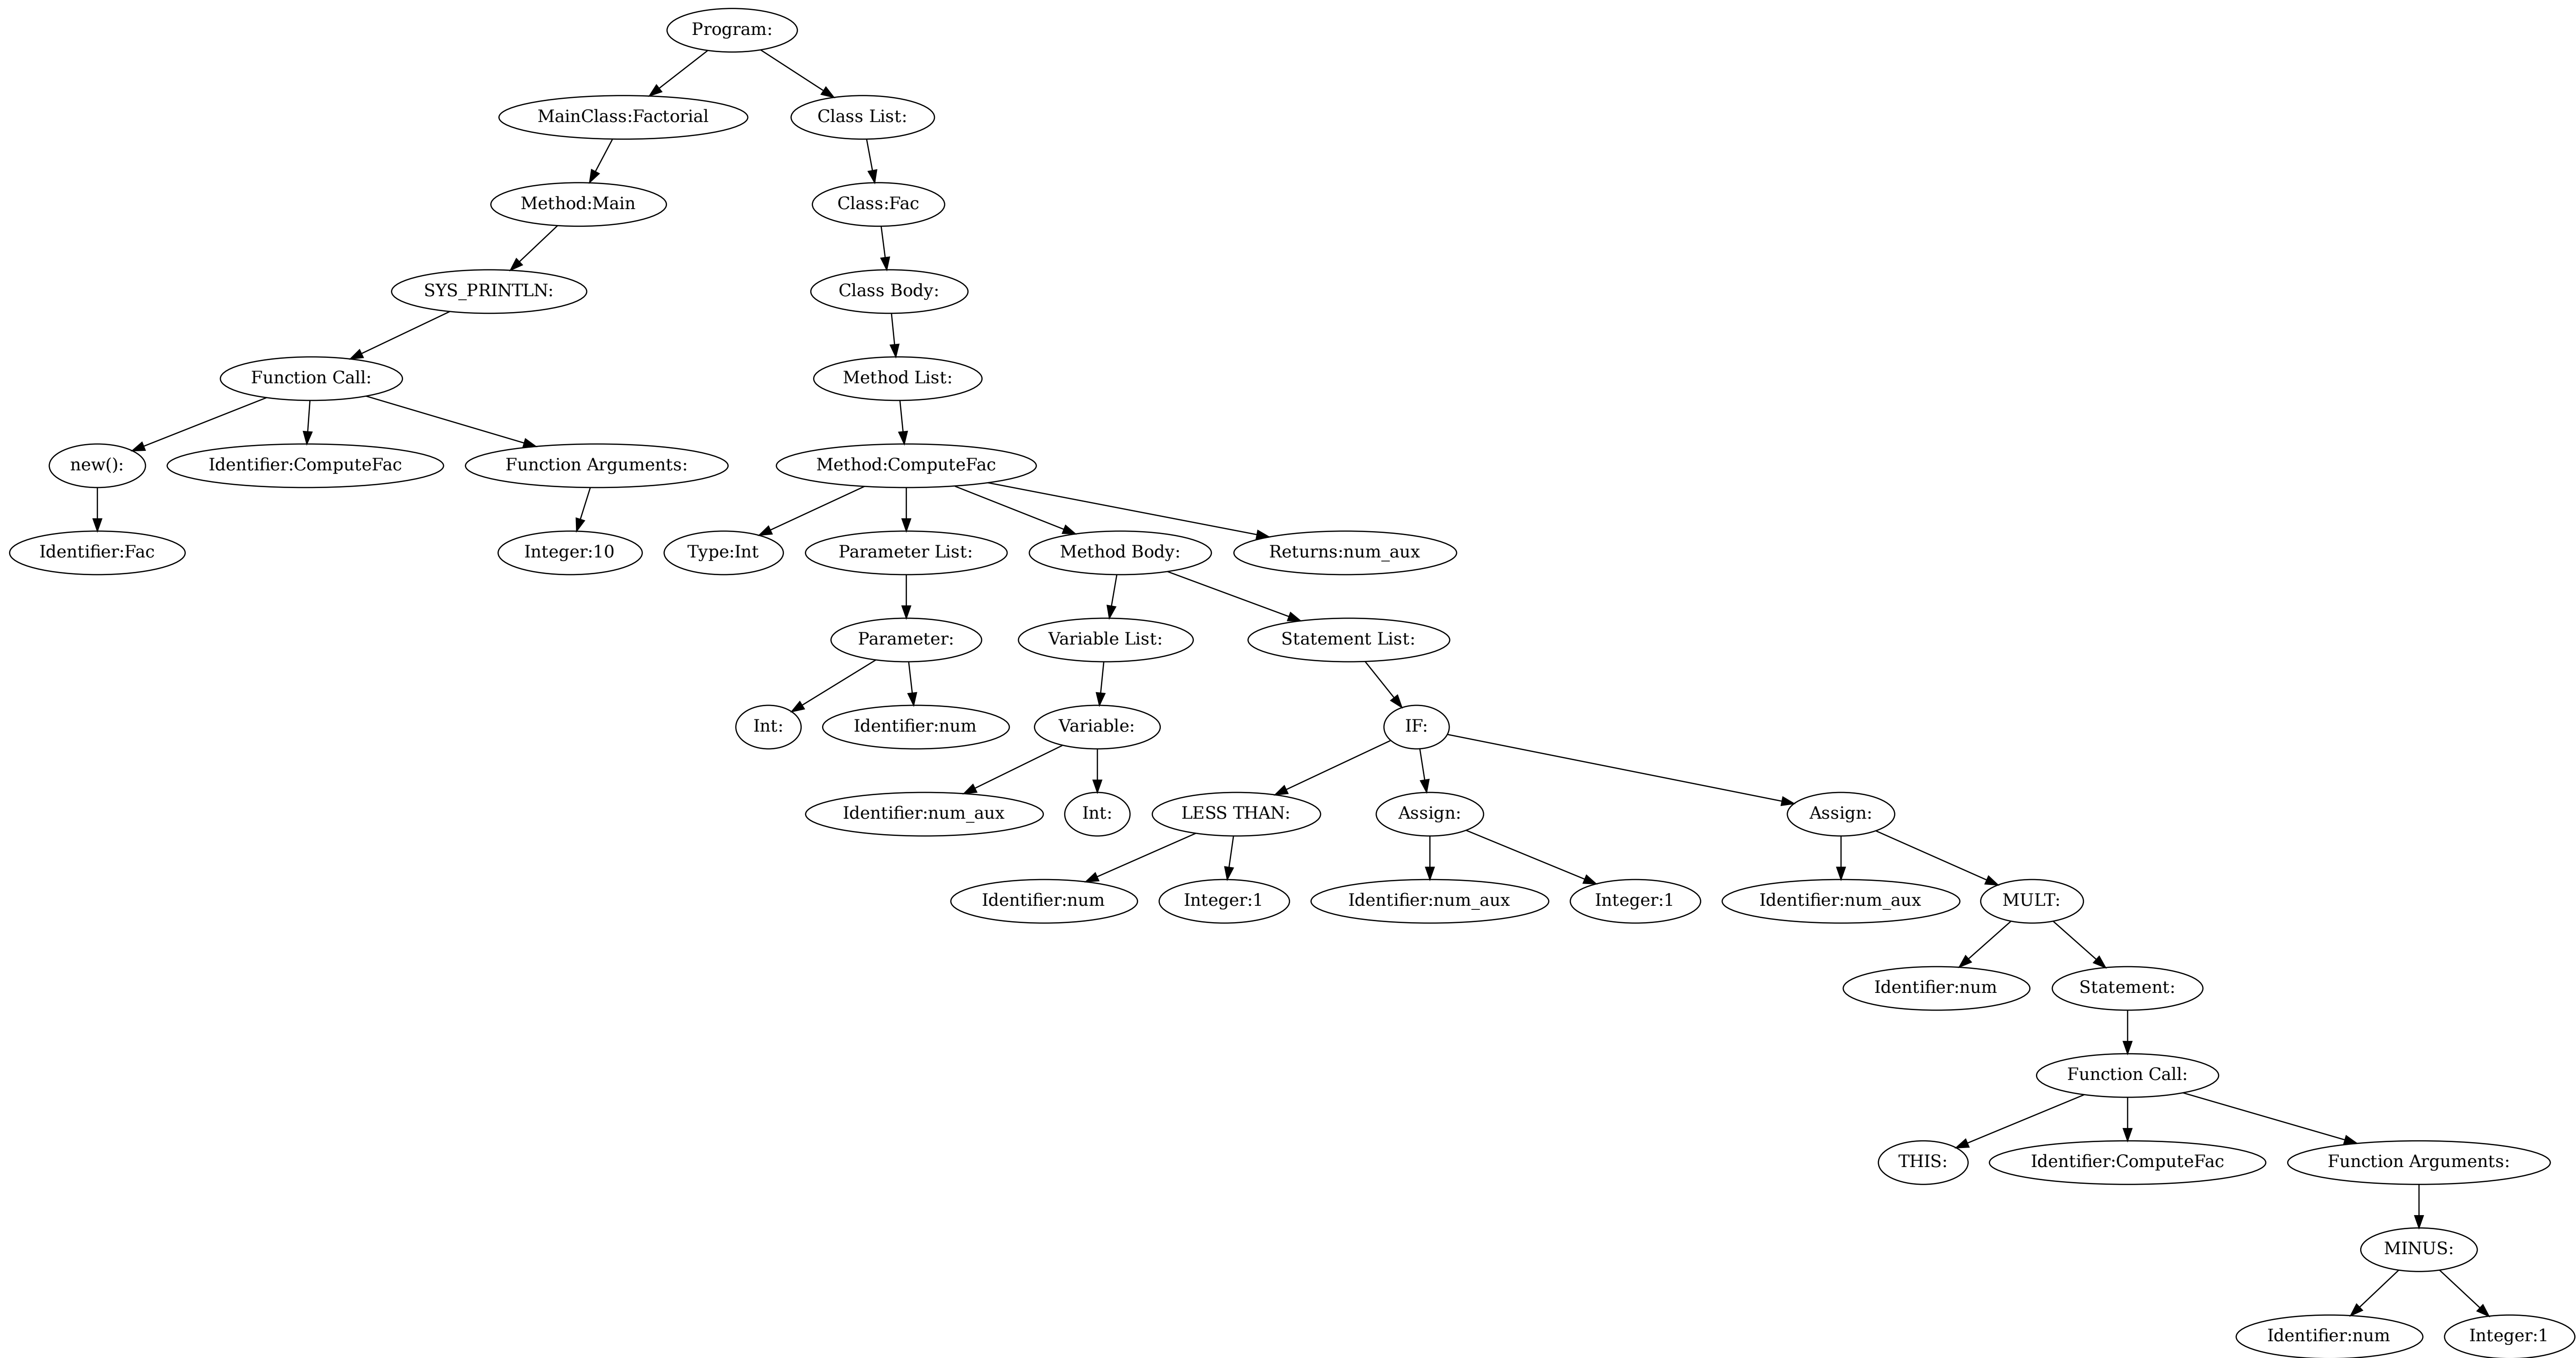 Program:
MainClass:Factorial
Class List:
Method:Main
Class:Fac
SYS_PRINTLN:
Class Body:
Function Call:
Method List:
new():
Identifier:ComputeFac
Function Arguments:
Method:ComputeFac
Identifier:Fac
Integer:10
Type:Int
Parameter List:
Method Body:
Returns:num_aux
Parameter:
Variable List:
Statement List:
Int:
Identifier:num
Variable:
IF:
Identifier:num_aux
Int:
LESS THAN:
Assign:
Assign:
Identifier:num
Integer:1
Identifier:num_aux
Integer:1
Identifier:num_aux
MULT:
Identifier:num
Statement:
Function Call:
THIS:
Identifier:ComputeFac
Function Arguments:
MINUS:
Identifier:num
Integer:1